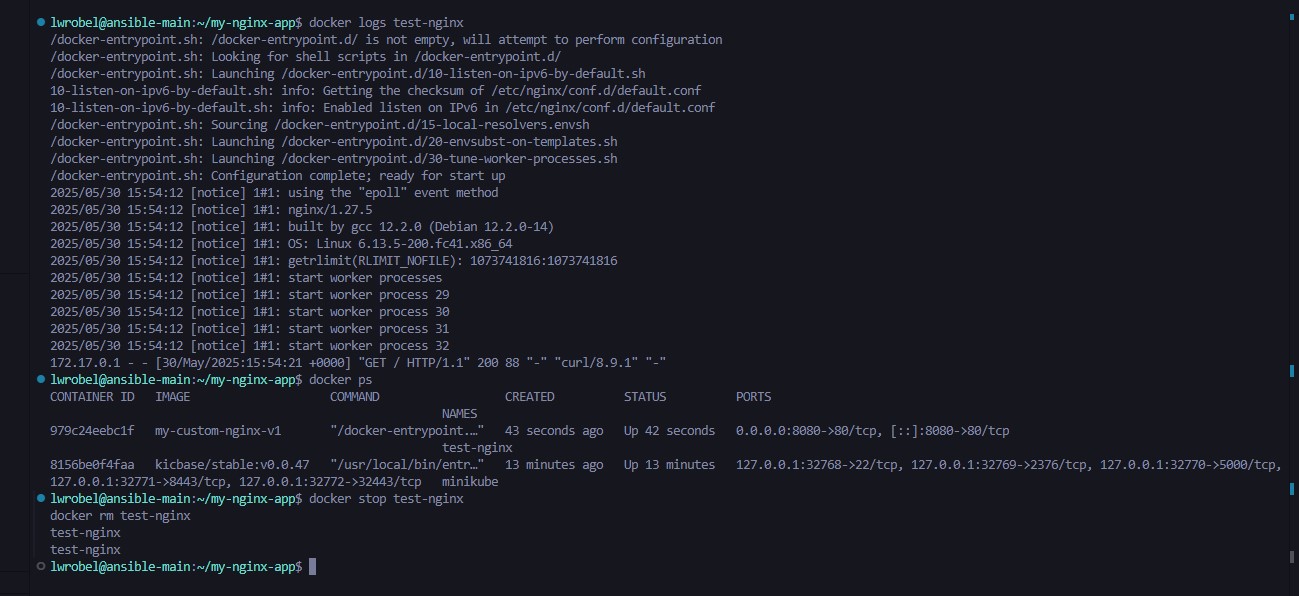 lwrobel@ansible-main:~/my-nginx-app$ docker logs test-nginx
/docker-entrypoint.sh: /docker-entrypoint.d/ is not empty, will attempt to perform configuration
/docker-entrypoint.sh: Looking for shell scripts in /docker-entrypoint.d/
/docker-entrypoint.sh: Launching /docker-entrypoint.d/10-listen-on-ipv6-by-default.sh
10-listen-on-ipv6-by-default.sh: info: Getting the checksum of /etc/nginx/conf.d/default.conf
10-listen-on-ipv6-by-default.sh: info: Enabled listen on IPv6 in /etc/nginx/conf.d/default.conf
/docker-entrypoint.sh: Sourcing /docker-entrypoint.d/15-local-resolvers.envsh
/docker-entrypoint.sh: Launching /docker-entrypoint.d/20-envsubst-on-templates.sh
/docker-entrypoint.sh: Launching /docker-entrypoint.d/30-tune-worker-processes.sh
/docker-entrypoint.sh: Configuration complete; ready for start up
2025/05/30 15:54:12 [notice] 1#1: using the "epoll" event method
2025/05/30 15:54:12 [notice] 1#1: nginx/1.27.5
2025/05/30 15:54:12 [notice] 1#1: built by gcc 12.2.0 (Debian 12.2.0-14)
2025/05/30 15:54:12 [notice] 1#1: OS: Linux 6.13.5-200.fc41.x86_64
2025/05/30 15:54:12 [notice] 1#1: getrlimit(RLIMIT_NOFILE): 1073741816:1073741816
2025/05/30 15:54:12 [notice] 1#1: start worker processes
2025/05/30 15:54:12 [notice] 1#1: start worker process 29
2025/05/30 15:54:12 [notice] 1#1: start worker process 30
2025/05/30 15:54:12 [notice] 1#1: start worker process 31
2025/05/30 15:54:12 [notice] 1#1: start worker process 32
172.17.0.1 - - [30/May/2025:15:54:21 +0000] "GET / HTTP/1.1" 200 88 "-" "curl/8.9.1" "-"
lwrobel@ansible-main:~/my-nginx-app$ docker ps
CONTAINER ID   IMAGE                    COMMAND                  CREATED          STATUS          PORTS
NAMES
979c24eebc1f   my-custom-nginx-v1       "/docker-entrypoint.…"   43 seconds ago   Up 42 seconds   0.0.0.0:8080->80/tcp, [::]:8080->80/tcp
test-nginx
8156be0f4faa   kicbase/stable:v0.0.47   "/usr/local/bin/entr…"   13 minutes ago   Up 13 minutes   127.0.0.1:32768->22/tcp, 127.0.0.1:32769->2376/tcp, 127.0.0.1:32770->5000/tcp,
127.0.0.1:32771->8443/tcp, 127.0.0.1:32772->32443/tcp   minikube
lwrobel@ansible-main:~/my-nginx-app$ docker stop test-nginx
docker rm test-nginx
test-nginx
test-nginx
lwrobel@ansible-main:~/my-nginx-app$